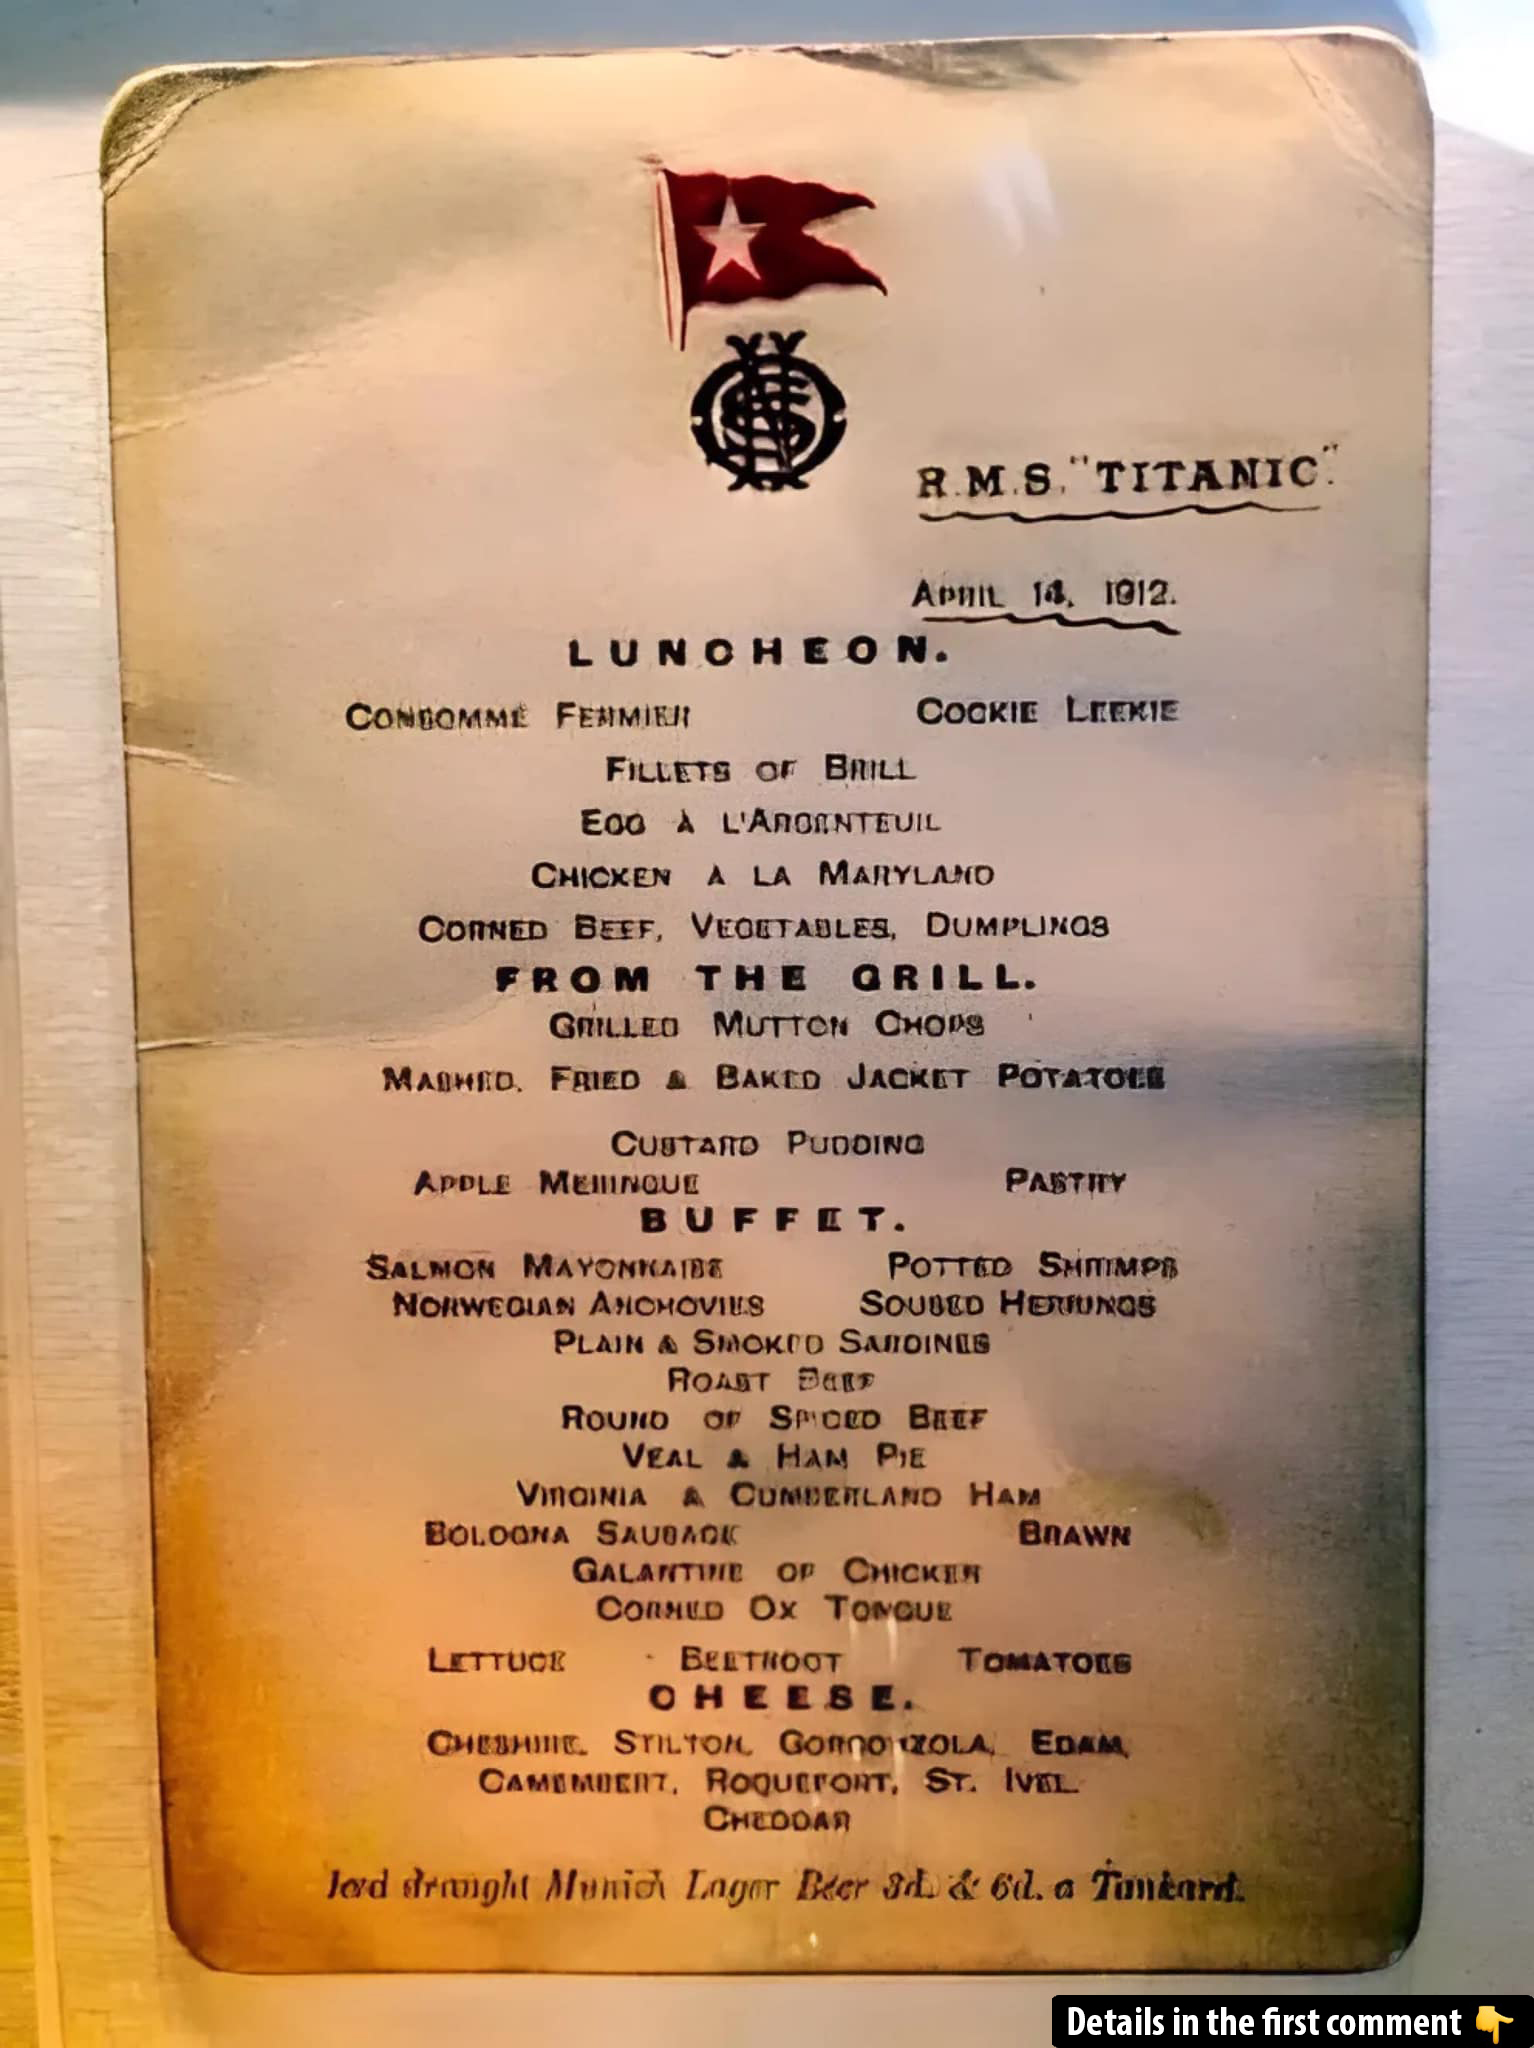 R.M.S. "TITANIC".
APRIL 14, 1912.
LUNCHEON.
CONSOMMÉ FERMIER COCKIE LEEKIE
FILLETS OF BRILL
EGG À L'ARGENTEUIL
CHICKEN À LA MARYLAND
CORNED BEEF, VEGETABLES, DUMPLINGS
FROM THE GRILL.
GRILLED MUTTON CHOPS
MASHED, FRIED & BAKED JACKET POTATOES
CUSTARD PUDDING
APPLE MERINGUE PASTRY
BUFFET.
SALMON MAYONNAISE POTTED SHRIMPS
NORWEGIAN ANCHOVIES SOUSED HERRINGS
PLAIN & SMOKED SARDINES
ROAST BEEF
ROUND OF SPICED BEEF
VEAL & HAM PIE
VIRGINIA & CUMBERLAND HAM
BOLOGNA SAUSAGE BRAWN
GALANTINE OF CHICKEN
CORNED OX TONGUE
LETTUCE BEETROOT TOMATOES
CHEESE.
CHESHIRE, STILTON, GORGONZOLA, EDAM,
CAMEMBERT, ROQUEFORT, ST. IVEL.
CHEDDAR
Iced draught Munich Lager Beer 3d. & 6d. a Tankard.
Details in the first comment 👇